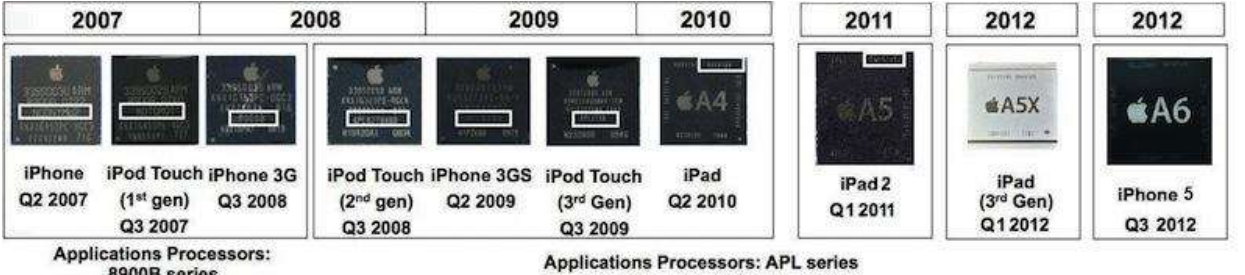 2007 2008 2009 2010 2011 2012 2012
A4 A5 A5X A6
iPhone
Q2 2007
iPod Touch
(1st gen)
Q3 2007
iPhone 3G
Q3 2008
iPod Touch
(2nd gen)
Q3 2008
iPhone 3GS
Q2 2009
iPod Touch
(3rd Gen)
Q3 2009
iPad
Q2 2010
iPad 2
Q1 2011
iPad
(3rd Gen)
Q1 2012
iPhone 5
Q3 2012
Applications Processors:
8900B series
Applications Processors: APL series